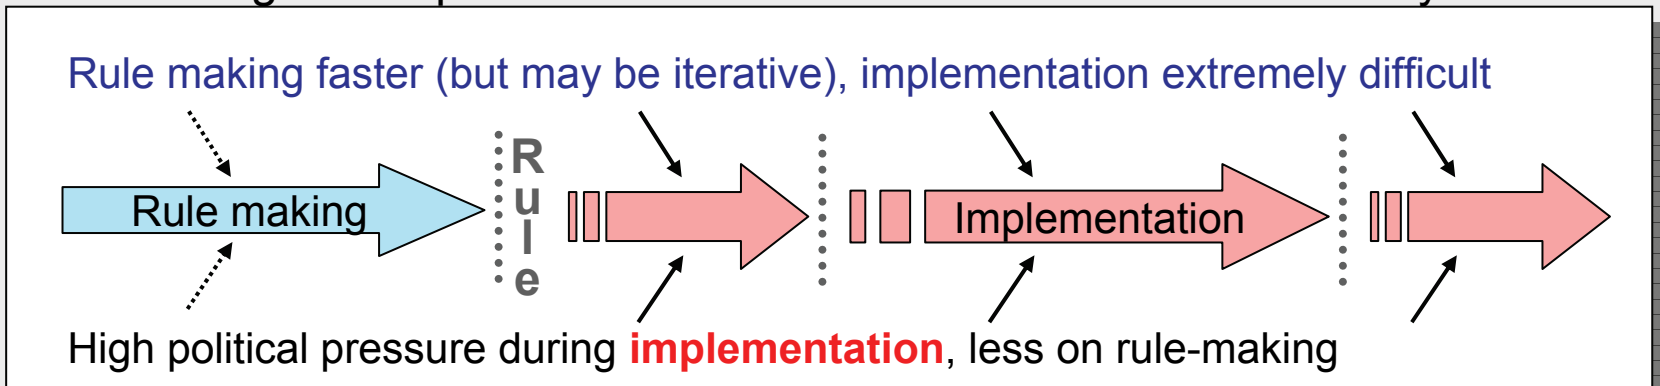 Rule making faster (but may be iterative), implementation extremely difficult
Rule making
Rule
Implementation
High political pressure during implementation, less on rule-making